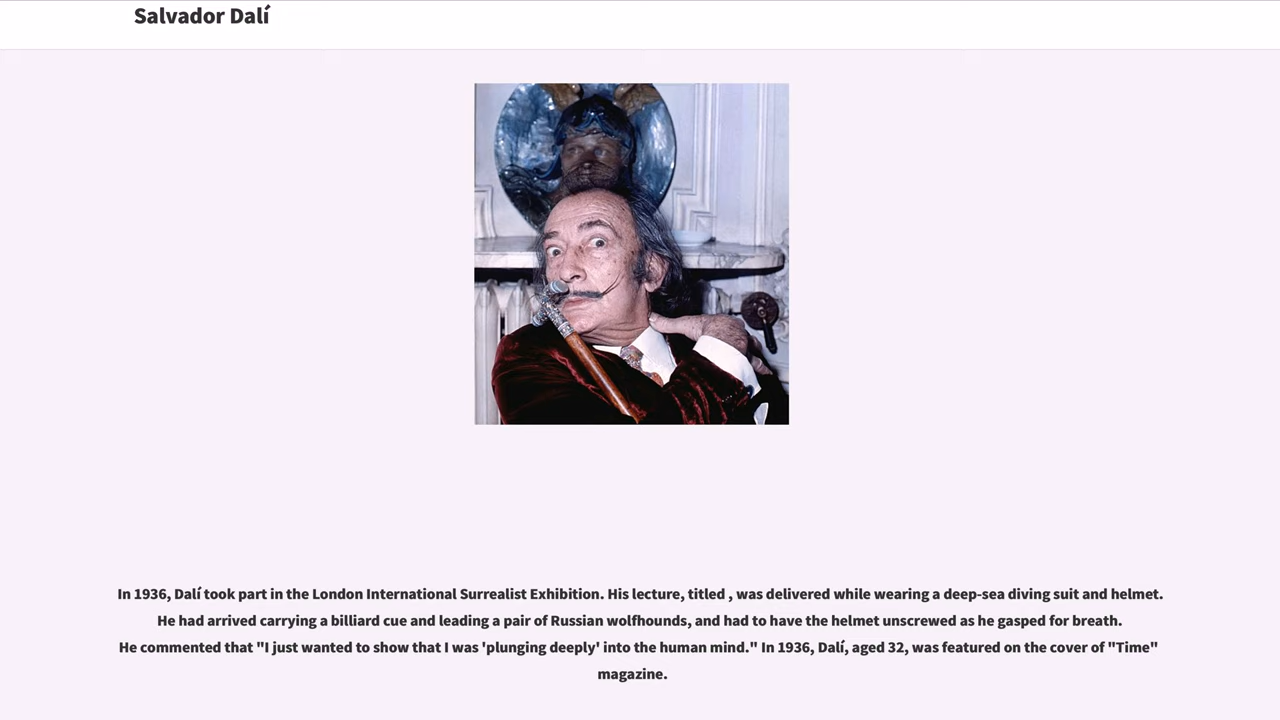 Salvador Dalí
In 1936, Dalí took part in the London International Surrealist Exhibition. His lecture, titled , was delivered while wearing a deep-sea diving suit and helmet.
He had arrived carrying a billiard cue and leading a pair of Russian wolfhounds, and had to have the helmet unscrewed as he gasped for breath.
He commented that "I just wanted to show that I was 'plunging deeply' into the human mind." In 1936, Dalí, aged 32, was featured on the cover of "Time"
magazine.